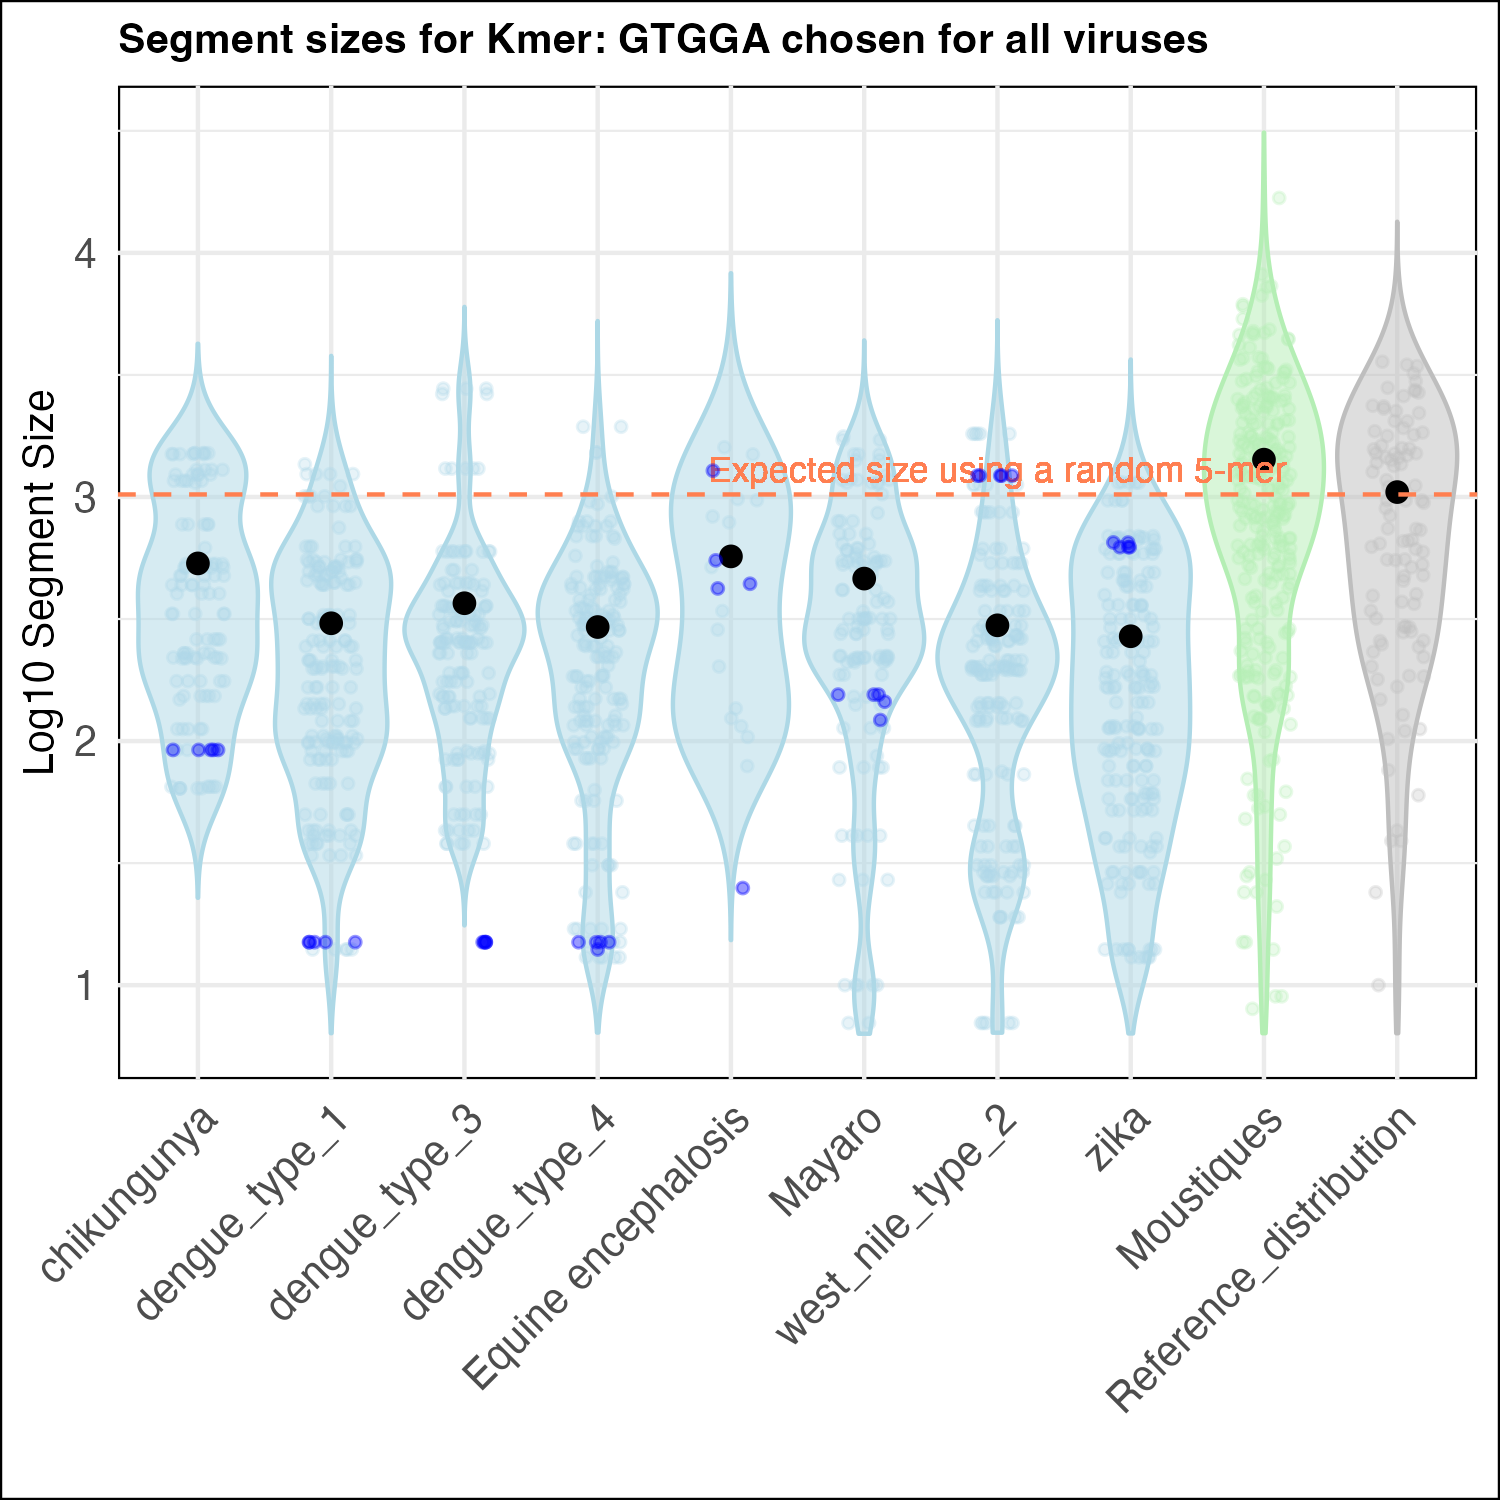 Segment sizes for Kmer: GTGGA chosen for all viruses
Log10 Segment Size
4
3
2
1
Expected size using a random 5-mer
chikungunya
dengue_type_1
dengue_type_3
dengue_type_4
Equine encephalosis
Mayaro
west_nile_type_2
zika
Moustiques
Reference_distribution